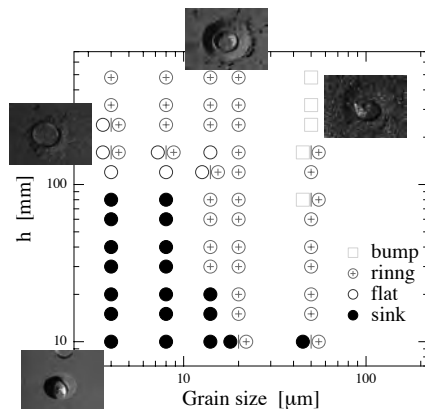 h [mm]
100
10
bump
rinng
flat
sink
10
100
Grain size [μm]